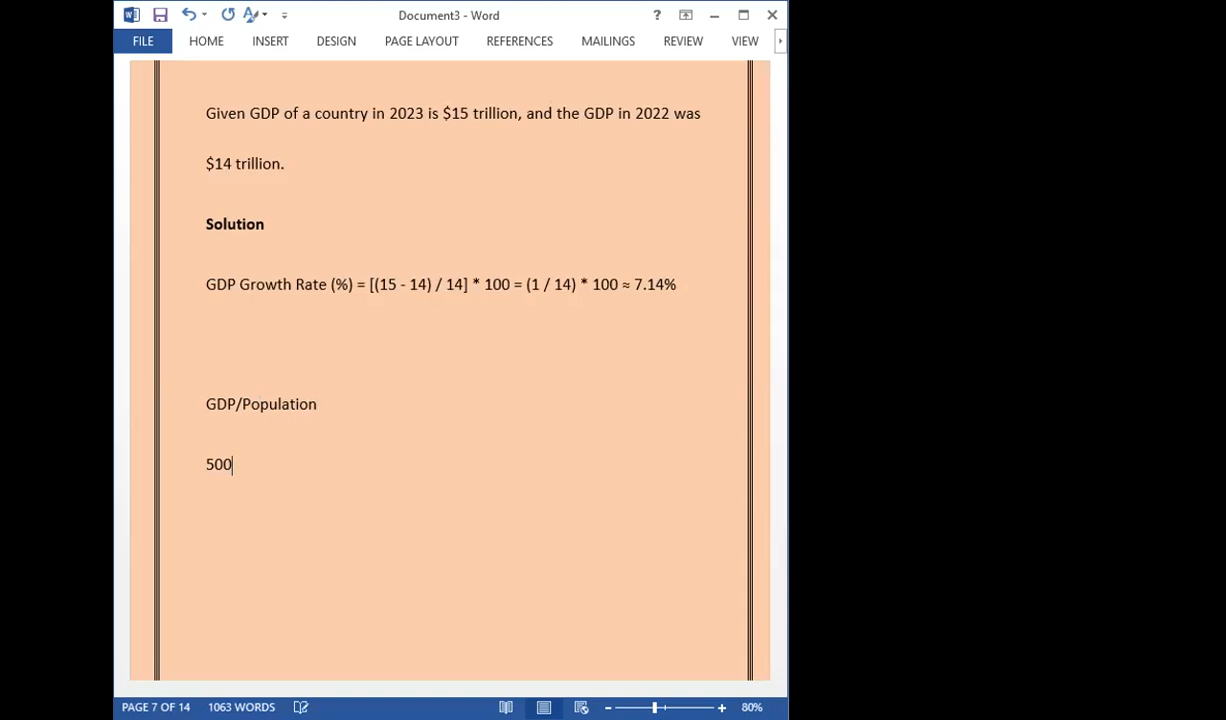 Document3 - Word
?
FILE HOME INSERT DESIGN PAGE LAYOUT REFERENCES MAILINGS REVIEW VIEW
Given GDP of a country in 2023 is $15 trillion, and the GDP in 2022 was
$14 trillion.
Solution
GDP Growth Rate (%) = [(15 - 14) / 14] * 100 = (1 / 14) * 100 ≈ 7.14%
GDP/Population
500
PAGE 7 OF 14 1063 WORDS 80%